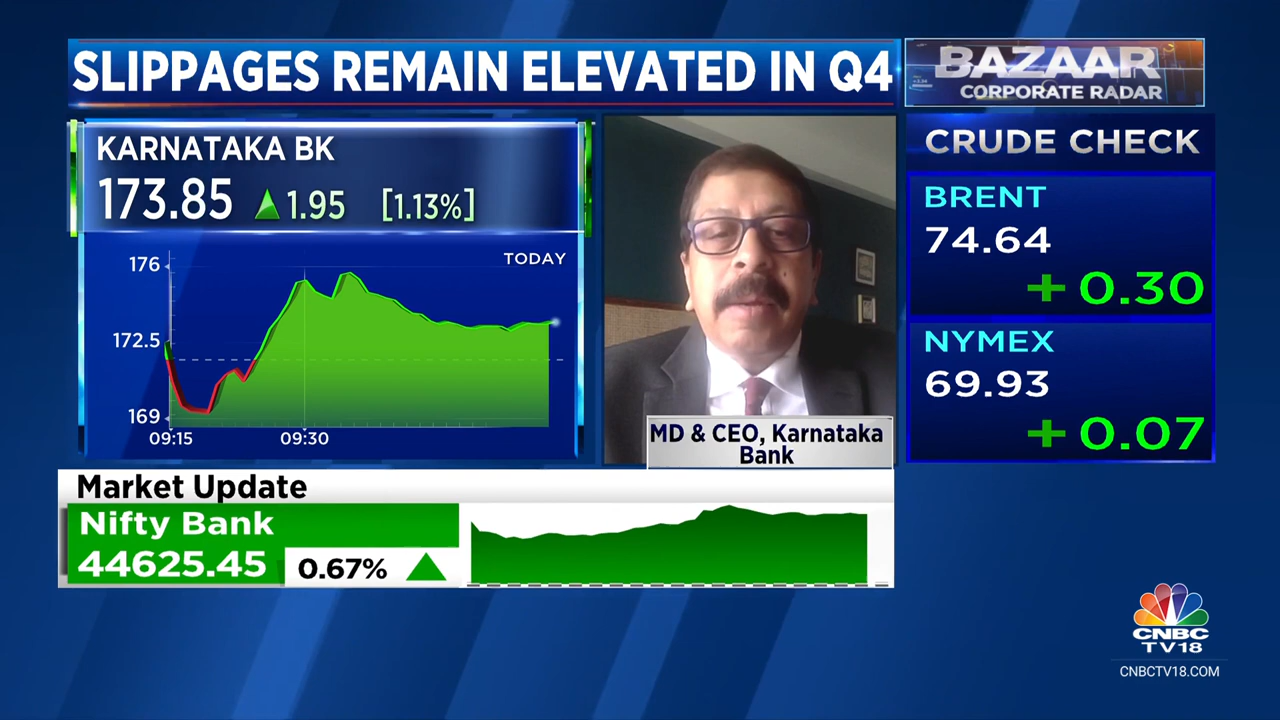 SLIPPAGES REMAIN ELEVATED IN Q4
BAZAAR
CORPORATE RADAR
KARNATAKA BK
173.85 ▲ 1.95 [1.13%]
TODAY
176
172.5
169
09:15 09:30
MD & CEO, Karnataka
Bank
CRUDE CHECK
BRENT
74.64
+ 0.30
NYMEX
69.93
+ 0.07
Market Update
Nifty Bank
44625.45 0.67% ▲
CNBC
TV18
CNBCTV18.COM